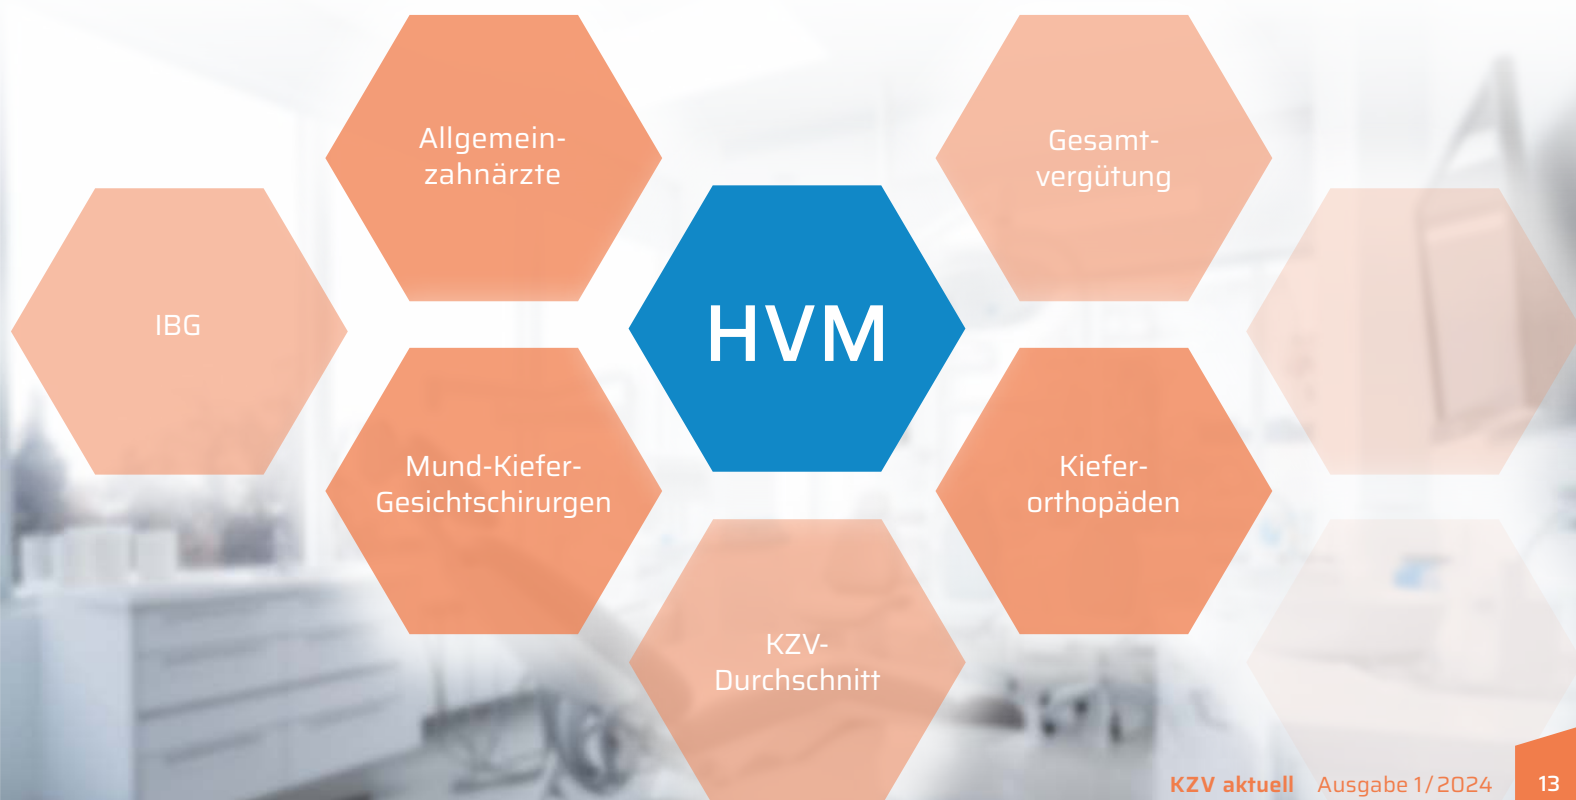 Allgemein-
zahnärzte
Gesamt-
vergütung
IBG
HVM
Mund-Kiefer-
Gesichtschirurgen
Kiefer-
orthopäden
KZV-
Durchschnitt
KZV aktuell Ausgabe 1/2024 13